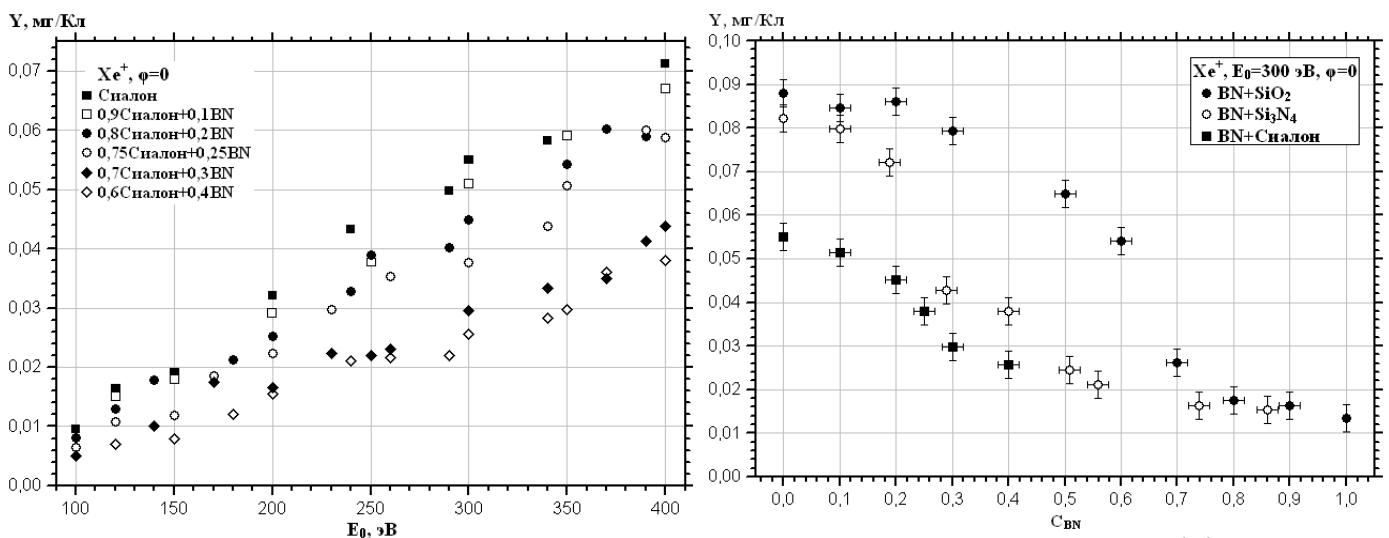 Y, мг/Кл
0,07
0,06
0,05
0,04
0,03
0,02
0,01
0,00
Xe+, φ=0
Сиалон
0,9Сиалон+0,1BN
0,8Сиалон+0,2BN
0,75Сиалон+0,25BN
0,7Сиалон+0,3BN
0,6Сиалон+0,4BN
100 150 200 250 300 350 400
E0, эВ
Y, мг/Кл
0,10
0,09
0,08
0,07
0,06
0,05
0,04
0,03
0,02
0,01
0,00
Xe+, E0=300 эВ, φ=0
BN+SiO2
BN+Si3N4
BN+Сиалон
0,0 0,1 0,2 0,3 0,4 0,5 0,6 0,7 0,8 0,9 1,0
CBN